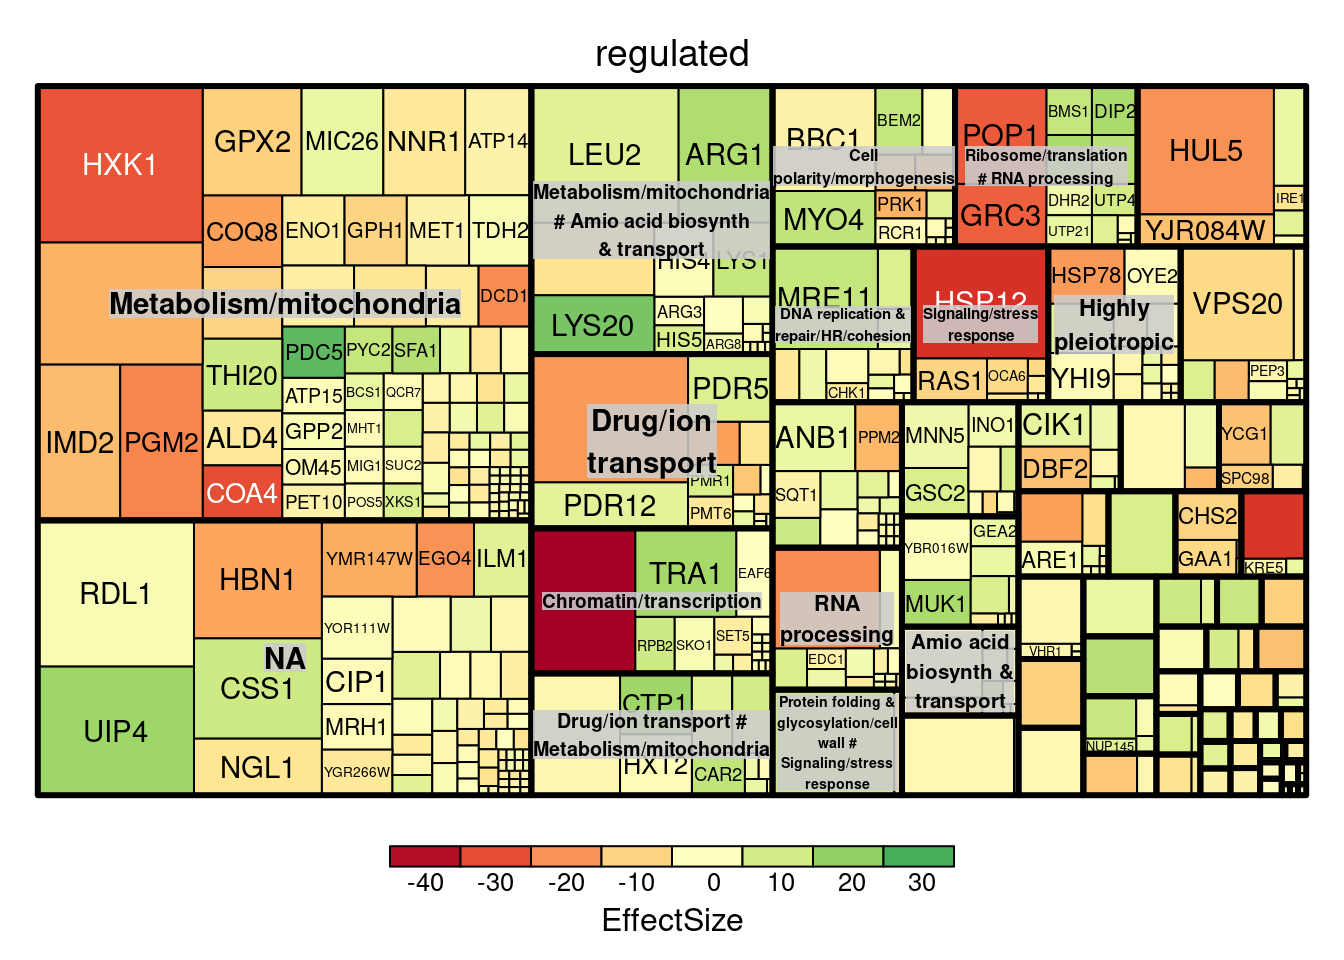 regulated
HXK1
GPX2
MIC26
NNR1
ATP14
COQ8
ENO1
GPH1
MET1
TDH2
Metabolism/mitochondria
DCD1
THI20
PDC5
PYC2
SFA1
ATP15
BCS1
QCR7
IMD2
PGM2
ALD4
GPP2
MHT1
OM45
MIG1
SUC2
COA4
PET10
POS5
XKS1
RDL1
HBN1
YMR147W
EGO4
ILM1
YOR111W
NA
CSS1
CIP1
UIP4
MRH1
NGL1
YGR266W
LEU2
ARG1
Metabolism/mitochondria
# Amio acid biosynth
& transport
HIS4
LYS1
LYS20
ARG3
HIS5
ARG8
PDR5
Drug/ion
transport
PMR1
PDR12
PMT6
TRA1
EAF6
Chromatin/transcription
RPB2
SKO1
SET5
CTP1
Drug/ion transport #
Metabolism/mitochondria
HXT2
CAR2
BBC1
BEM2
Cell
polarity/morphogenesis
MYO4
PRK1
RCR1
POP1
BMS1
DIP2
Ribosome/translation
# RNA processing
GRC3
DHR2
UTP4
UTP21
HUL5
IRE1
YJR084W
MRE11
DNA replication &
repair/HR/cohesion
CHK1
HSP12
Signaling/stress
response
RAS1
OCA6
HSP78
OYE2
Highly
pleiotropic
YHI9
VPS20
PEP3
ANB1
PPM2
SQT1
MNN5
INO1
GSC2
CIK1
DBF2
YCG1
SPC98
RNA
processing
EDC1
YBR016W
GEA2
MUK1
ARE1
CHS2
GAA1
KRE5
Amio acid
biosynth &
transport
VHR1
NUP145
Protein folding &
glycosylation/cell
wall #
Signaling/stress
response
-40
-30
-20
-10
0
10
20
30
EffectSize